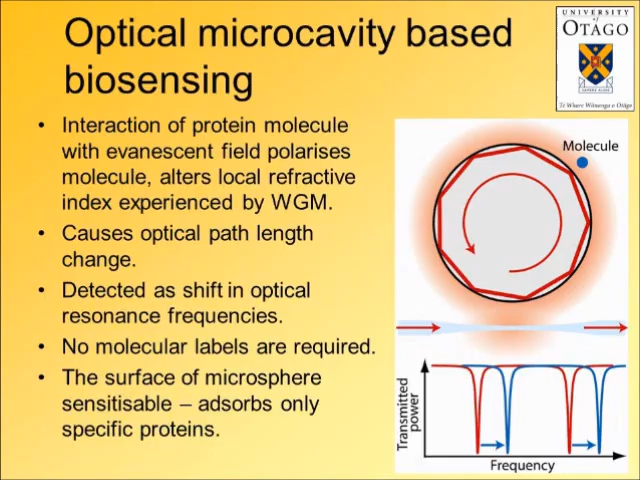 Optical microcavity based
biosensing
UNIVERSITY
of
OTAGO
Te Whare Wānanga o Otāgo
• Interaction of protein molecule
with evanescent field polarises
molecule, alters local refractive
index experienced by WGM.
• Causes optical path length
change.
• Detected as shift in optical
resonance frequencies.
• No molecular labels are required.
• The surface of microsphere
sensitisable – adsorbs only
specific proteins.
Molecule
Transmitted
power
Frequency